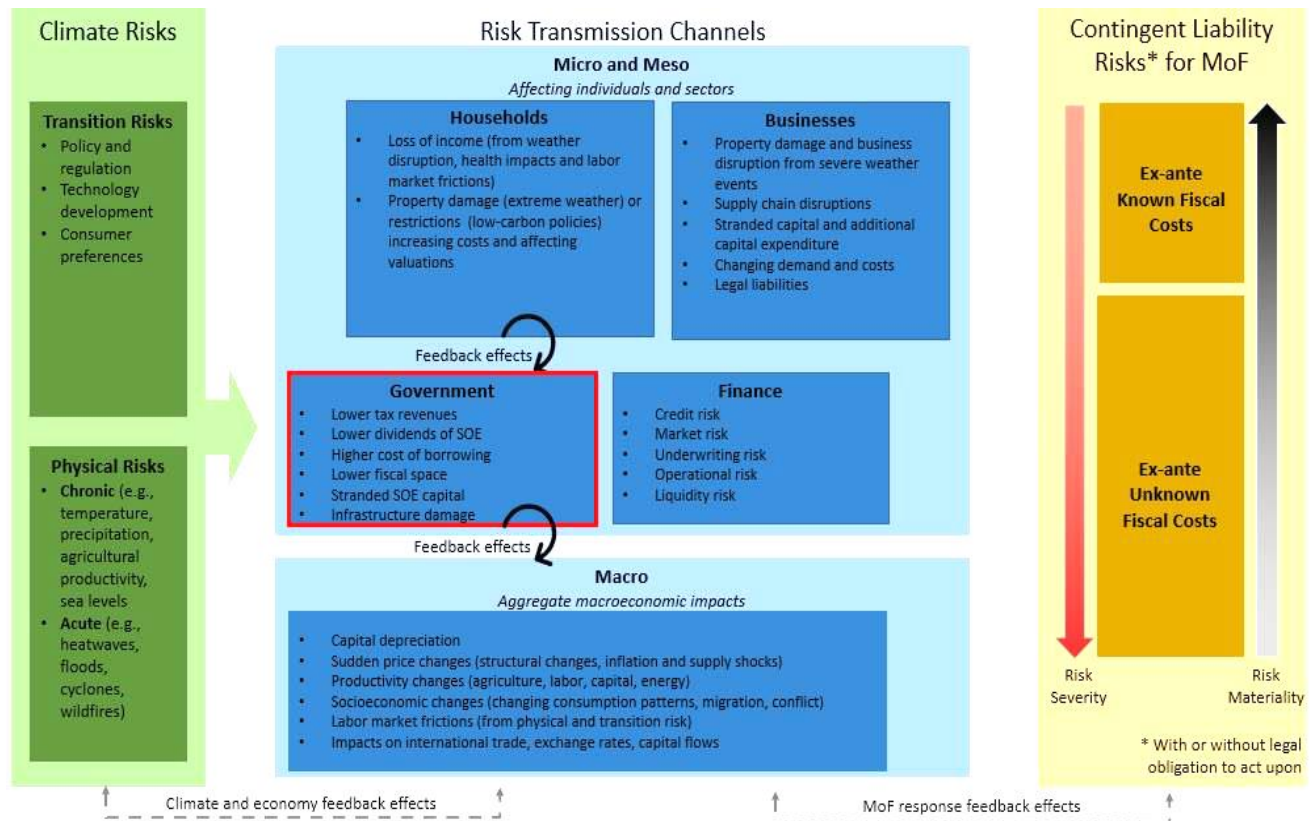 Climate Risks
Transition Risks
• Policy and
regulation
• Technology
development
• Consumer
preferences
Physical Risks
• Chronic (e.g.,
temperature,
precipitation,
agricultural
productivity,
sea levels
• Acute (e.g.,
heatwaves,
floods,
cyclones,
wildfires)
Risk Transmission Channels
Micro and Meso
Affecting individuals and sectors
Households
• Loss of income (from weather
disruption, health impacts and labor
market frictions)
• Property damage (extreme weather) or
restrictions (low-carbon policies)
increasing costs and affecting
valuations
Businesses
• Property damage and business
disruption from severe weather
events
• Supply chain disruptions
• Stranded capital and additional
capital expenditure
• Changing demand and costs
• Legal liabilities
Feedback effects
Government
• Lower tax revenues
• Lower dividends of SOE
• Higher cost of borrowing
• Lower fiscal space
• Stranded SOE capital
• Infrastructure damage
Finance
• Credit risk
• Market risk
• Underwriting risk
• Operational risk
• Liquidity risk
Feedback effects
Macro
Aggregate macroeconomic impacts
• Capital depreciation
• Sudden price changes (structural changes, inflation and supply shocks)
• Productivity changes (agriculture, labor, capital, energy)
• Socioeconomic changes (changing consumption patterns, migration, conflict)
• Labor market frictions (from physical and transition risk)
• Impacts on international trade, exchange rates, capital flows
Contingent Liability
Risks* for MoF
Ex-ante
Known Fiscal
Costs
Ex-ante
Unknown
Fiscal Costs
Risk
Severity
Risk
Materiality
* With or without legal
obligation to act upon
Climate and economy feedback effects
MoF response feedback effects